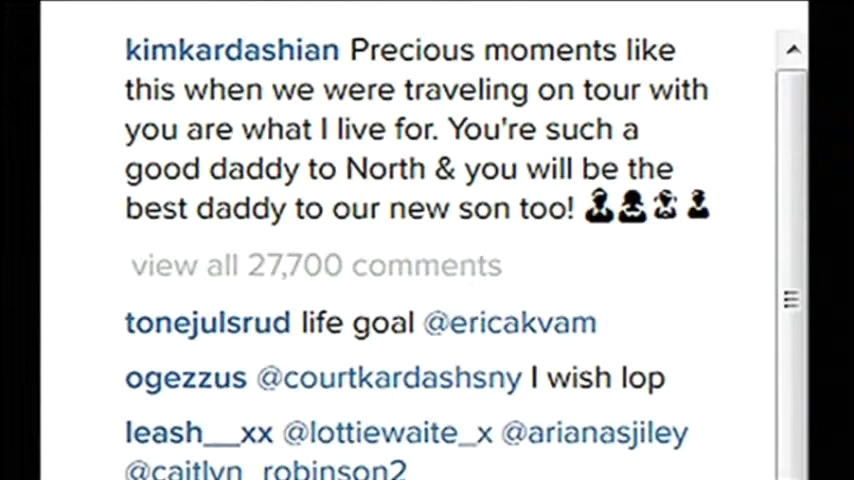 kimkardashian Precious moments like
this when we were traveling on tour with
you are what I live for. You're such a
good daddy to North & you will be the
best daddy to our new son too!
view all 27,700 comments
tonejulsrud life goal @ericakvam
ogezzus @courtkardashsny I wish lop
leash__xx @lottiewaite_x @arianasjiley
@caitlyn_robinson2